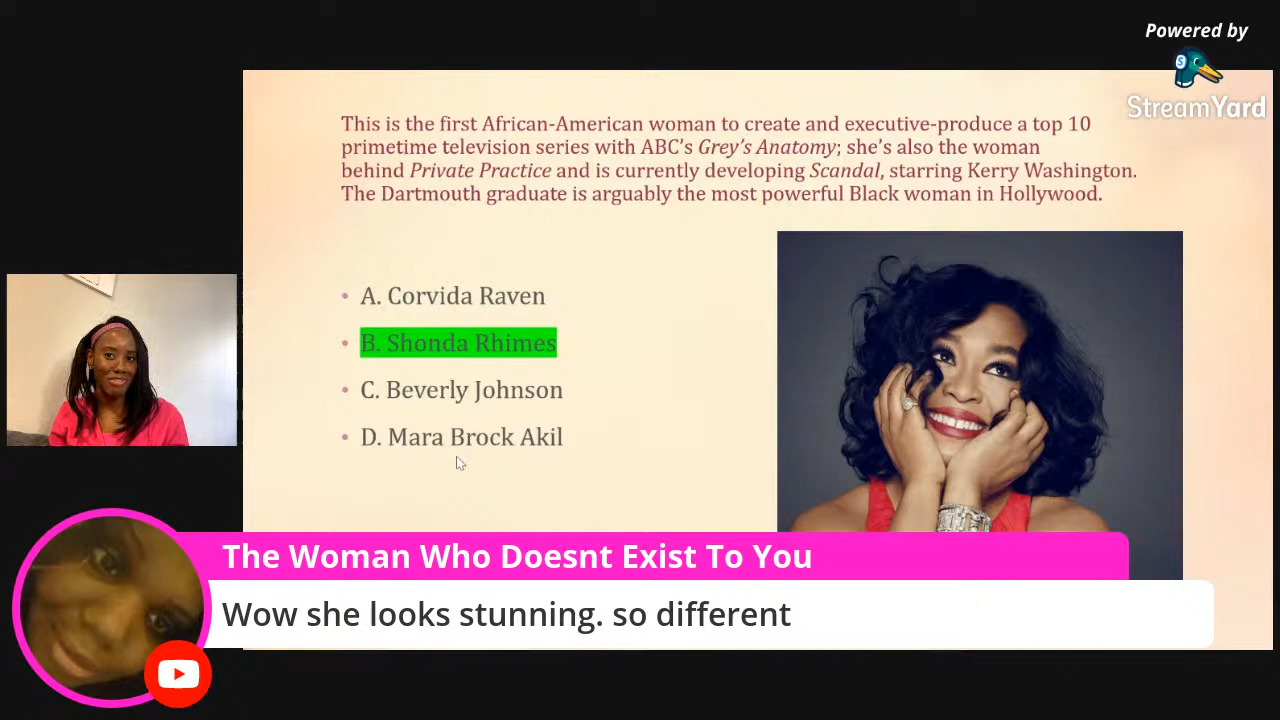 Powered by
StreamYard
This is the first African-American woman to create and executive-produce a top 10
primetime television series with ABC's Grey's Anatomy; she's also the woman
behind Private Practice and is currently developing Scandal, starring Kerry Washington.
The Dartmouth graduate is arguably the most powerful Black woman in Hollywood.
• A. Corvida Raven
• B. Shonda Rhimes
• C. Beverly Johnson
• D. Mara Brock Akil
The Woman Who Doesnt Exist To You
Wow she looks stunning. so different